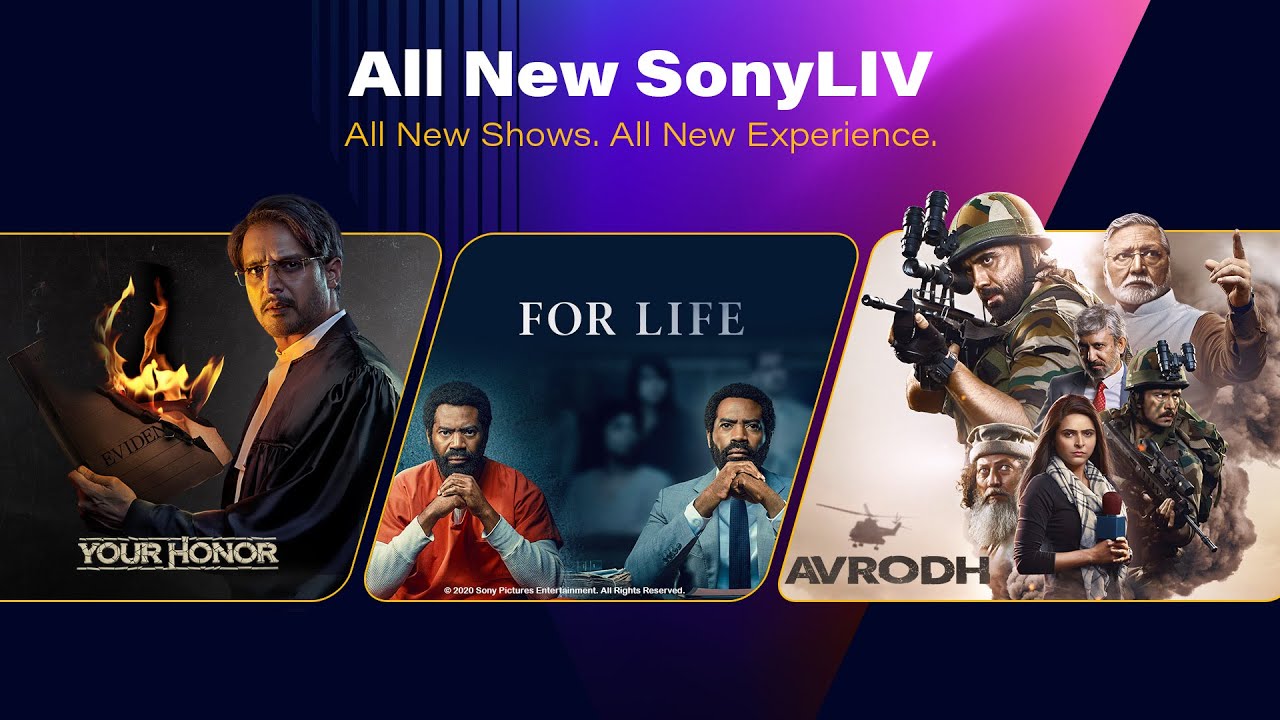 All New SonyLIV
All New Shows. All New Experience.
EVIDEN
YOUR HONOR
FOR LIFE
© 2020 Sony Pictures Entertainment. All Rights Reserved.
AVRODH